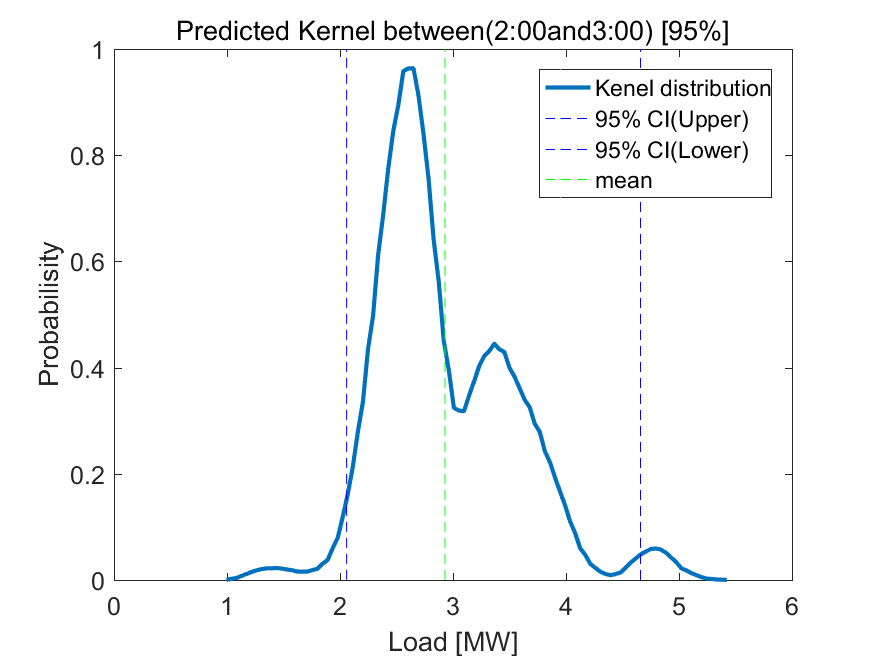 Predicted Kernel between(2:00and3:00) [95%]
1
0.8
0.6
0.4
0.2
0
Probabilisity
Kenel distribution
95% CI(Upper)
95% CI(Lower)
mean
0 1 2 3 4 5 6
Load [MW]